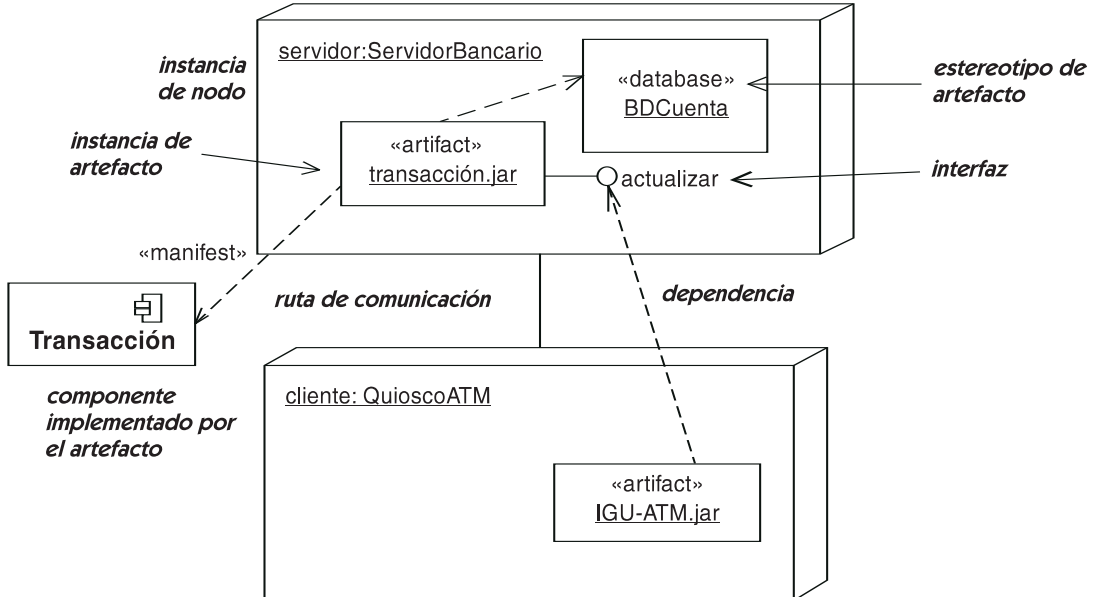 servidor:ServidorBancario
instancia
de nodo
«database»
BDCuenta
estereotipo de
artefacto
instancia de
artefacto
«artifact»
transacción.jar
actualizar
interfaz
«manifest»
ruta de comunicación
dependencia
Transacción
componente
implementado por
el artefacto
cliente: QuioscoATM
«artifact»
IGU-ATM.jar